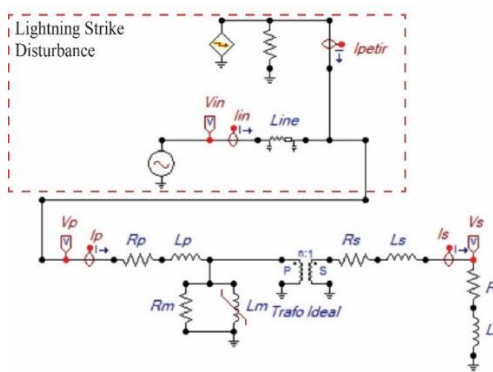 Lightning Strike
Disturbance
Ipetir
I
Vin
V
Iin
I
Line
Vp
V
Ip
I
Rp
Lp
n:1
P
S
Rs
Ls
Is
I
Vs
V
Rm
Lm
Trafo Ideal
R
L